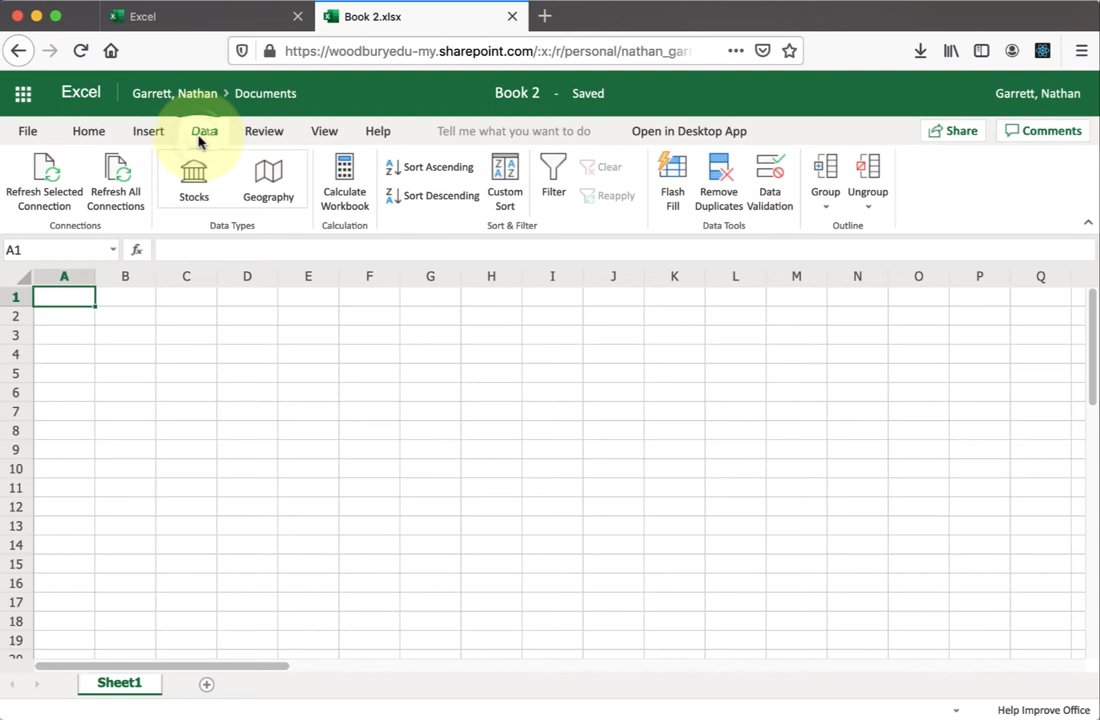 Excel
Book 2.xlsx
https://woodburyedu-my.sharepoint.com/:x:/r/personal/nathan_gar
Excel
Garrett, Nathan > Documents
Book 2 - Saved
Garrett, Nathan
File Home Insert Data Review View Help Tell me what you want to do Open in Desktop App Share Comments
Refresh Selected Connection
Refresh All Connections
Connections
Stocks
Geography
Data Types
Calculate Workbook
Calculation
Sort Ascending
Sort Descending
Custom Sort
Filter
Clear
Reapply
Sort & Filter
Flash Fill
Remove Duplicates
Data Validation
Data Tools
Group
Ungroup
Outline
A1 fx
A B C D E F G H I J K L M N O P Q
1
2
3
4
5
6
7
8
9
10
11
12
13
14
15
16
17
18
19
Sheet1
Help Improve Office